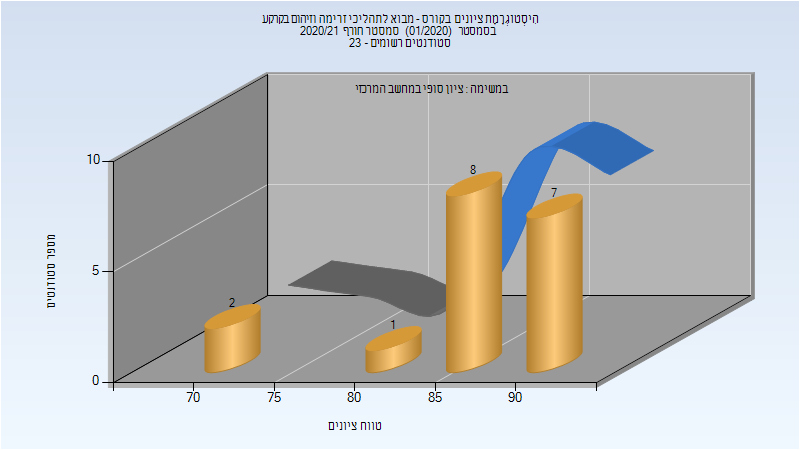 היסטוגרמת ציונים בקורס - מבוא לתהליכי זרימה וזיהום בקרקע
בסמסטר (01/2020) סמסטר חורף 2020/21
סטודנטים רשומים - 23
במשימה : ציון סופי במחשב המרכזי
מספר סטודנטים
10
5
0
2
1
8
7
70
75
80
85
90
טווח ציונים